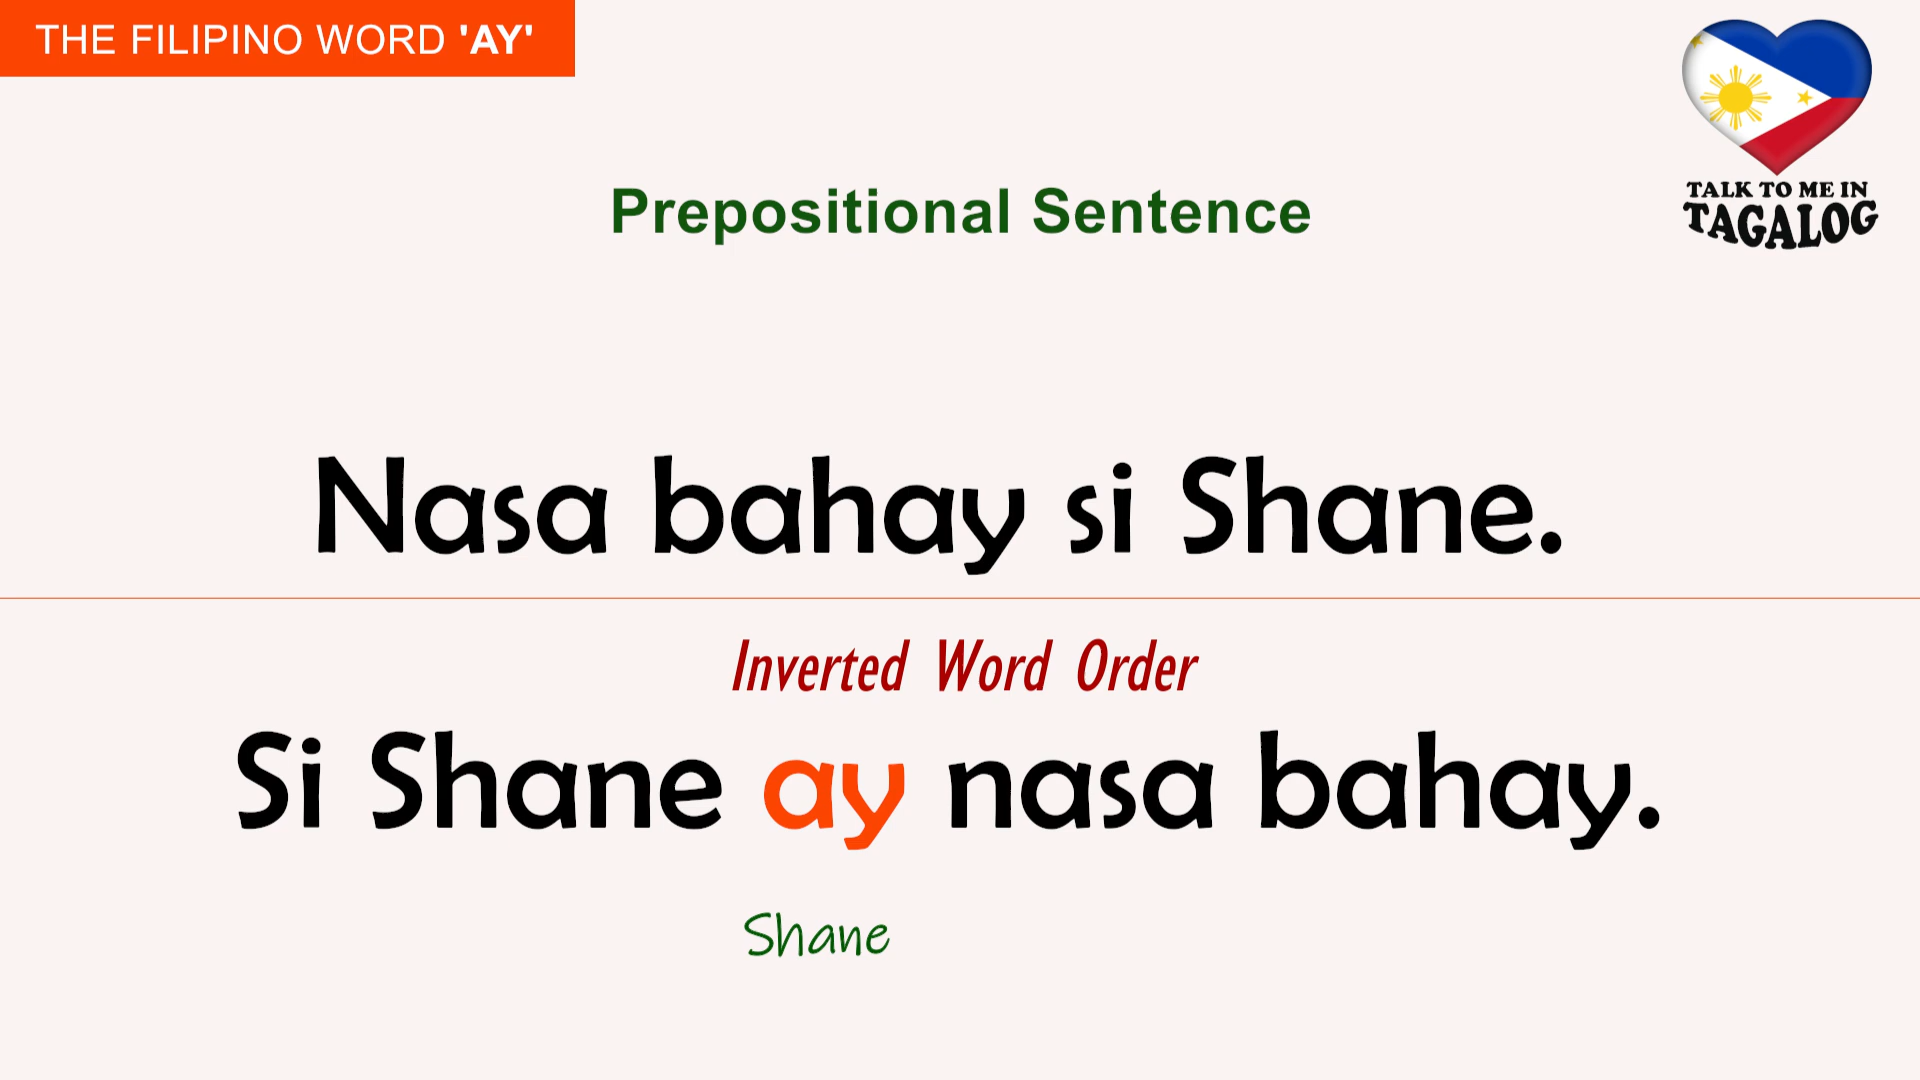 THE FILIPINO WORD 'AY'
TALK TO ME IN
TAGALOG
Prepositional Sentence
Nasa bahay si Shane.
Inverted Word Order
Si Shane ay nasa bahay.
Shane